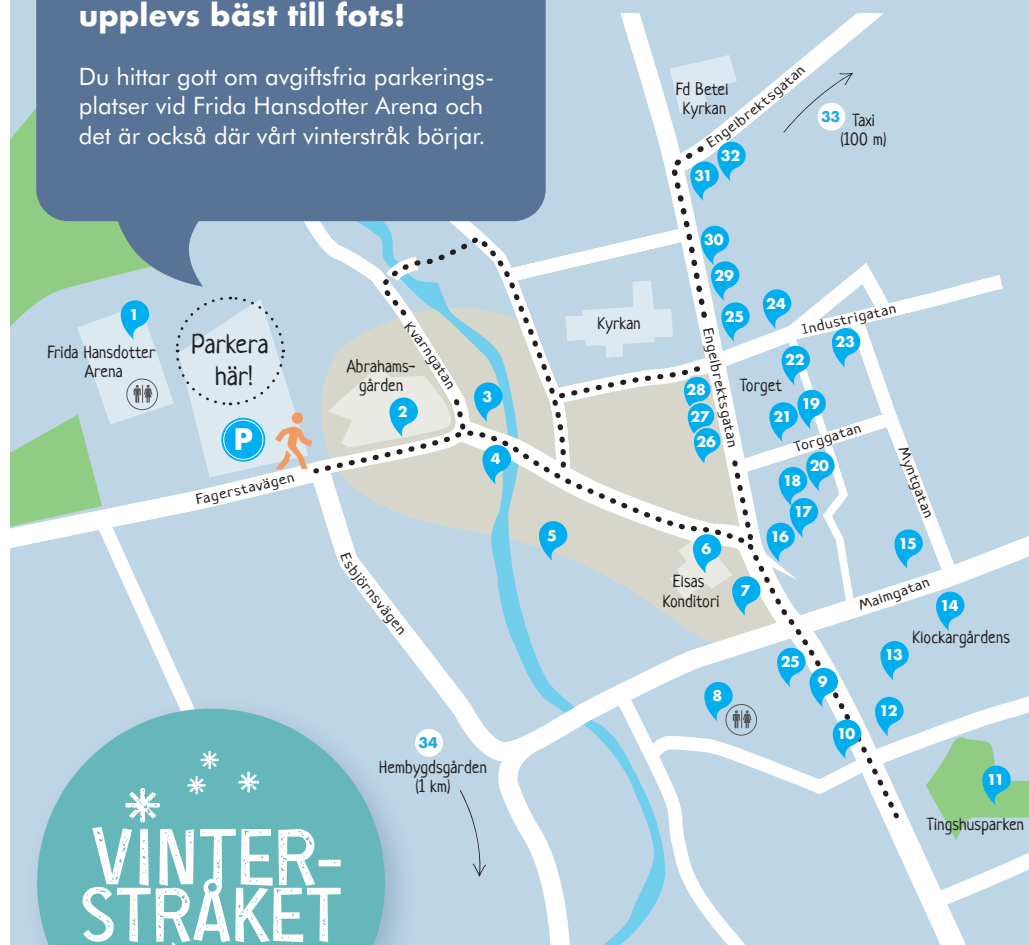 upplevs bäst till fots!
Du hittar gott om avgiftsfria parkerings-
platser vid Frida Hansdotter Arena och
det är också där vårt vinterstråk börjar.
Fd Betel
Kyrkan
Engelbrektsgatan
33
Taxi
(100 m)
32
31
30
29
25
24
Industrigatan
23
22
Torget
Kyrkan
Engelbrektsgatan
28
27
26
21
19
Torggatan
20
18
17
16
Myntgatan
15
1
Frida Hansdotter
Arena
Parkera
här!
P
Kvarngatan
Abrahams-
gården
2
3
4
Fagerstavägen
5
6
Elsas
Konditori
7
Malmgatan
14
Klockargårdens
13
Esbjörnsvägen
25
9
8
12
10
11
Tingshusparken
34
Hembygdsgården
(1 km)
VINTER-
STRÅKET